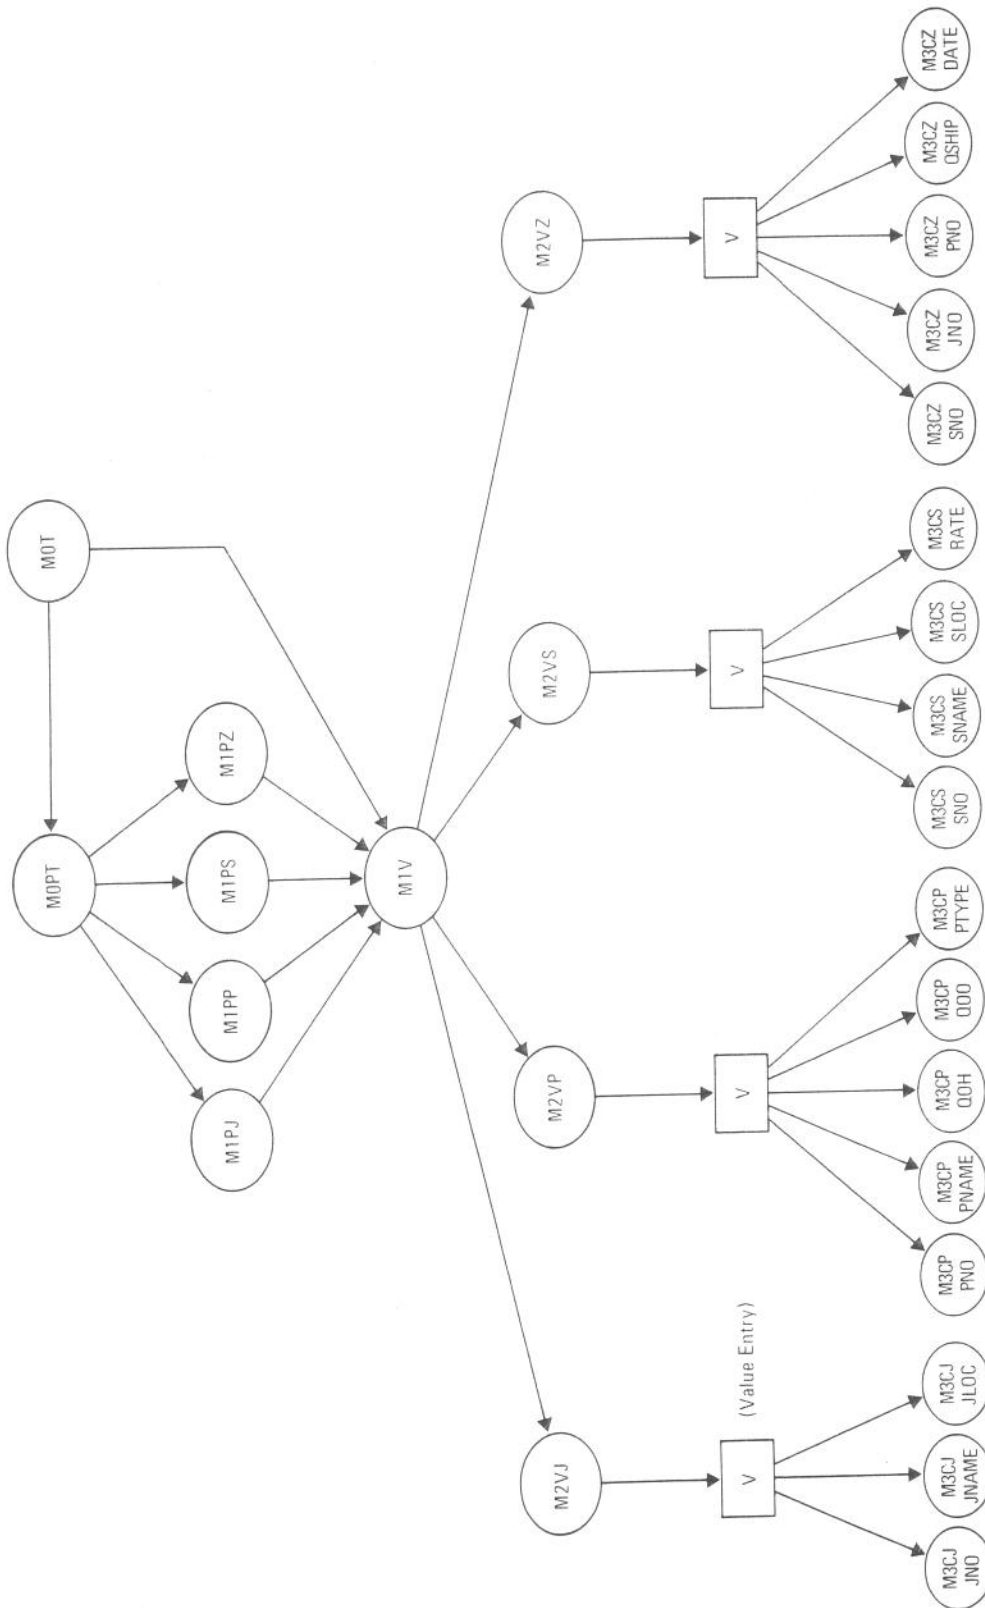 M0T
M0PT
M1PJ
M1PP
M1PS
M1PZ
M1V
M2VJ
M2VP
M2VS
M2VZ
V
(Value Entry)
V
V
V
M3CJ
JNO
M3CJ
JNAME
M3CJ
JLOC
M3CP
PNO
M3CP
PNAME
M3CP
QOH
M3CP
QOO
M3CP
PTYPE
M3CS
SNO
M3CS
SNAME
M3CS
SLOC
M3CS
RATE
M3CZ
SNO
M3CZ
JNO
M3CZ
PNO
M3CZ
QSHIP
M3CZ
DATE